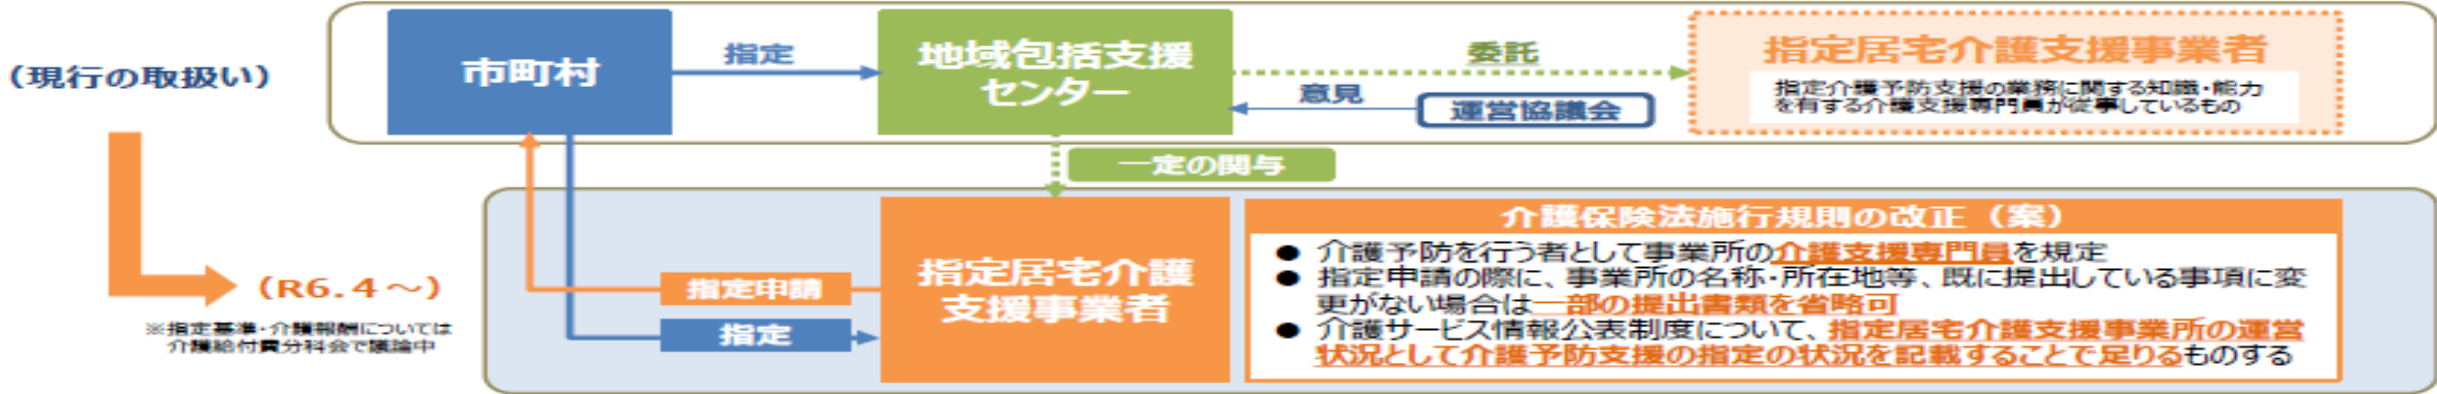 （現行の取扱い）
市町村
指定
地域包括支援
センター
委託
意見
運営協議会
指定居宅介護支援事業者
指定介護予防支援の業務に関する知識・能力
を有する介護支援専門員が従事しているもの
一定の関与
（R6.4～）
※指定基準・介護報酬については
介護給付費分科会で議論中
指定申請
指定
指定居宅介護
支援事業者
介護保険法施行規則の改正（案）
● 介護予防を行う者として事業所の介護支援専門員を規定
● 指定申請の際に、事業所の名称・所在地等、既に提出している事項に変
更がない場合は一部の提出書類を省略可
● 介護サービス情報公表制度について、指定居宅介護支援事業所の運営
状況として介護予防支援の指定の状況を記載することで足りるものする